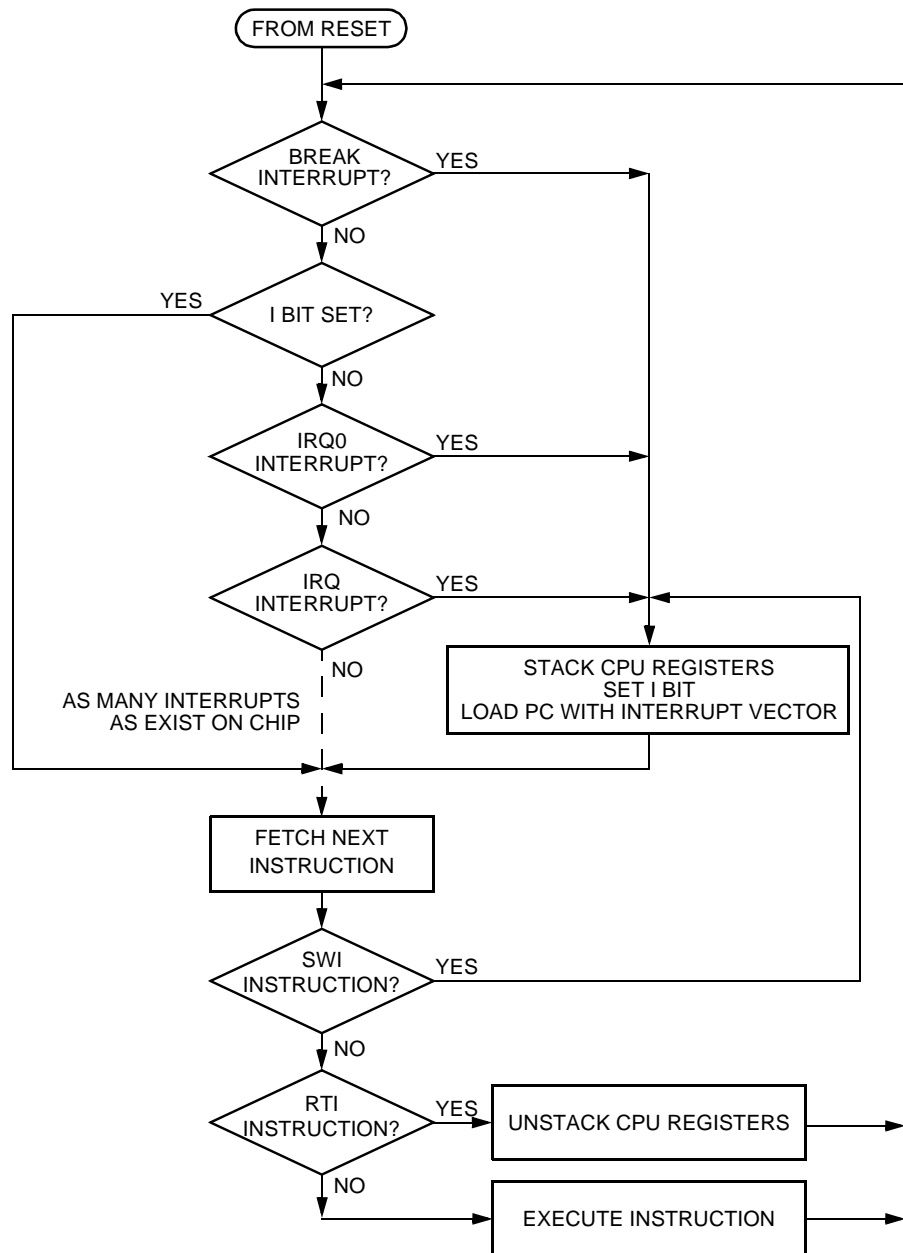 FROM RESET
BREAK
INTERRUPT?
YES
NO
YES
I BIT SET?
NO
IRQ0
INTERRUPT?
YES
NO
IRQ
INTERRUPT?
YES
NO
AS MANY INTERRUPTS
AS EXIST ON CHIP
STACK CPU REGISTERS
SET I BIT
LOAD PC WITH INTERRUPT VECTOR
FETCH NEXT
INSTRUCTION
SWI
INSTRUCTION?
YES
NO
RTI
INSTRUCTION?
YES
UNSTACK CPU REGISTERS
NO
EXECUTE INSTRUCTION